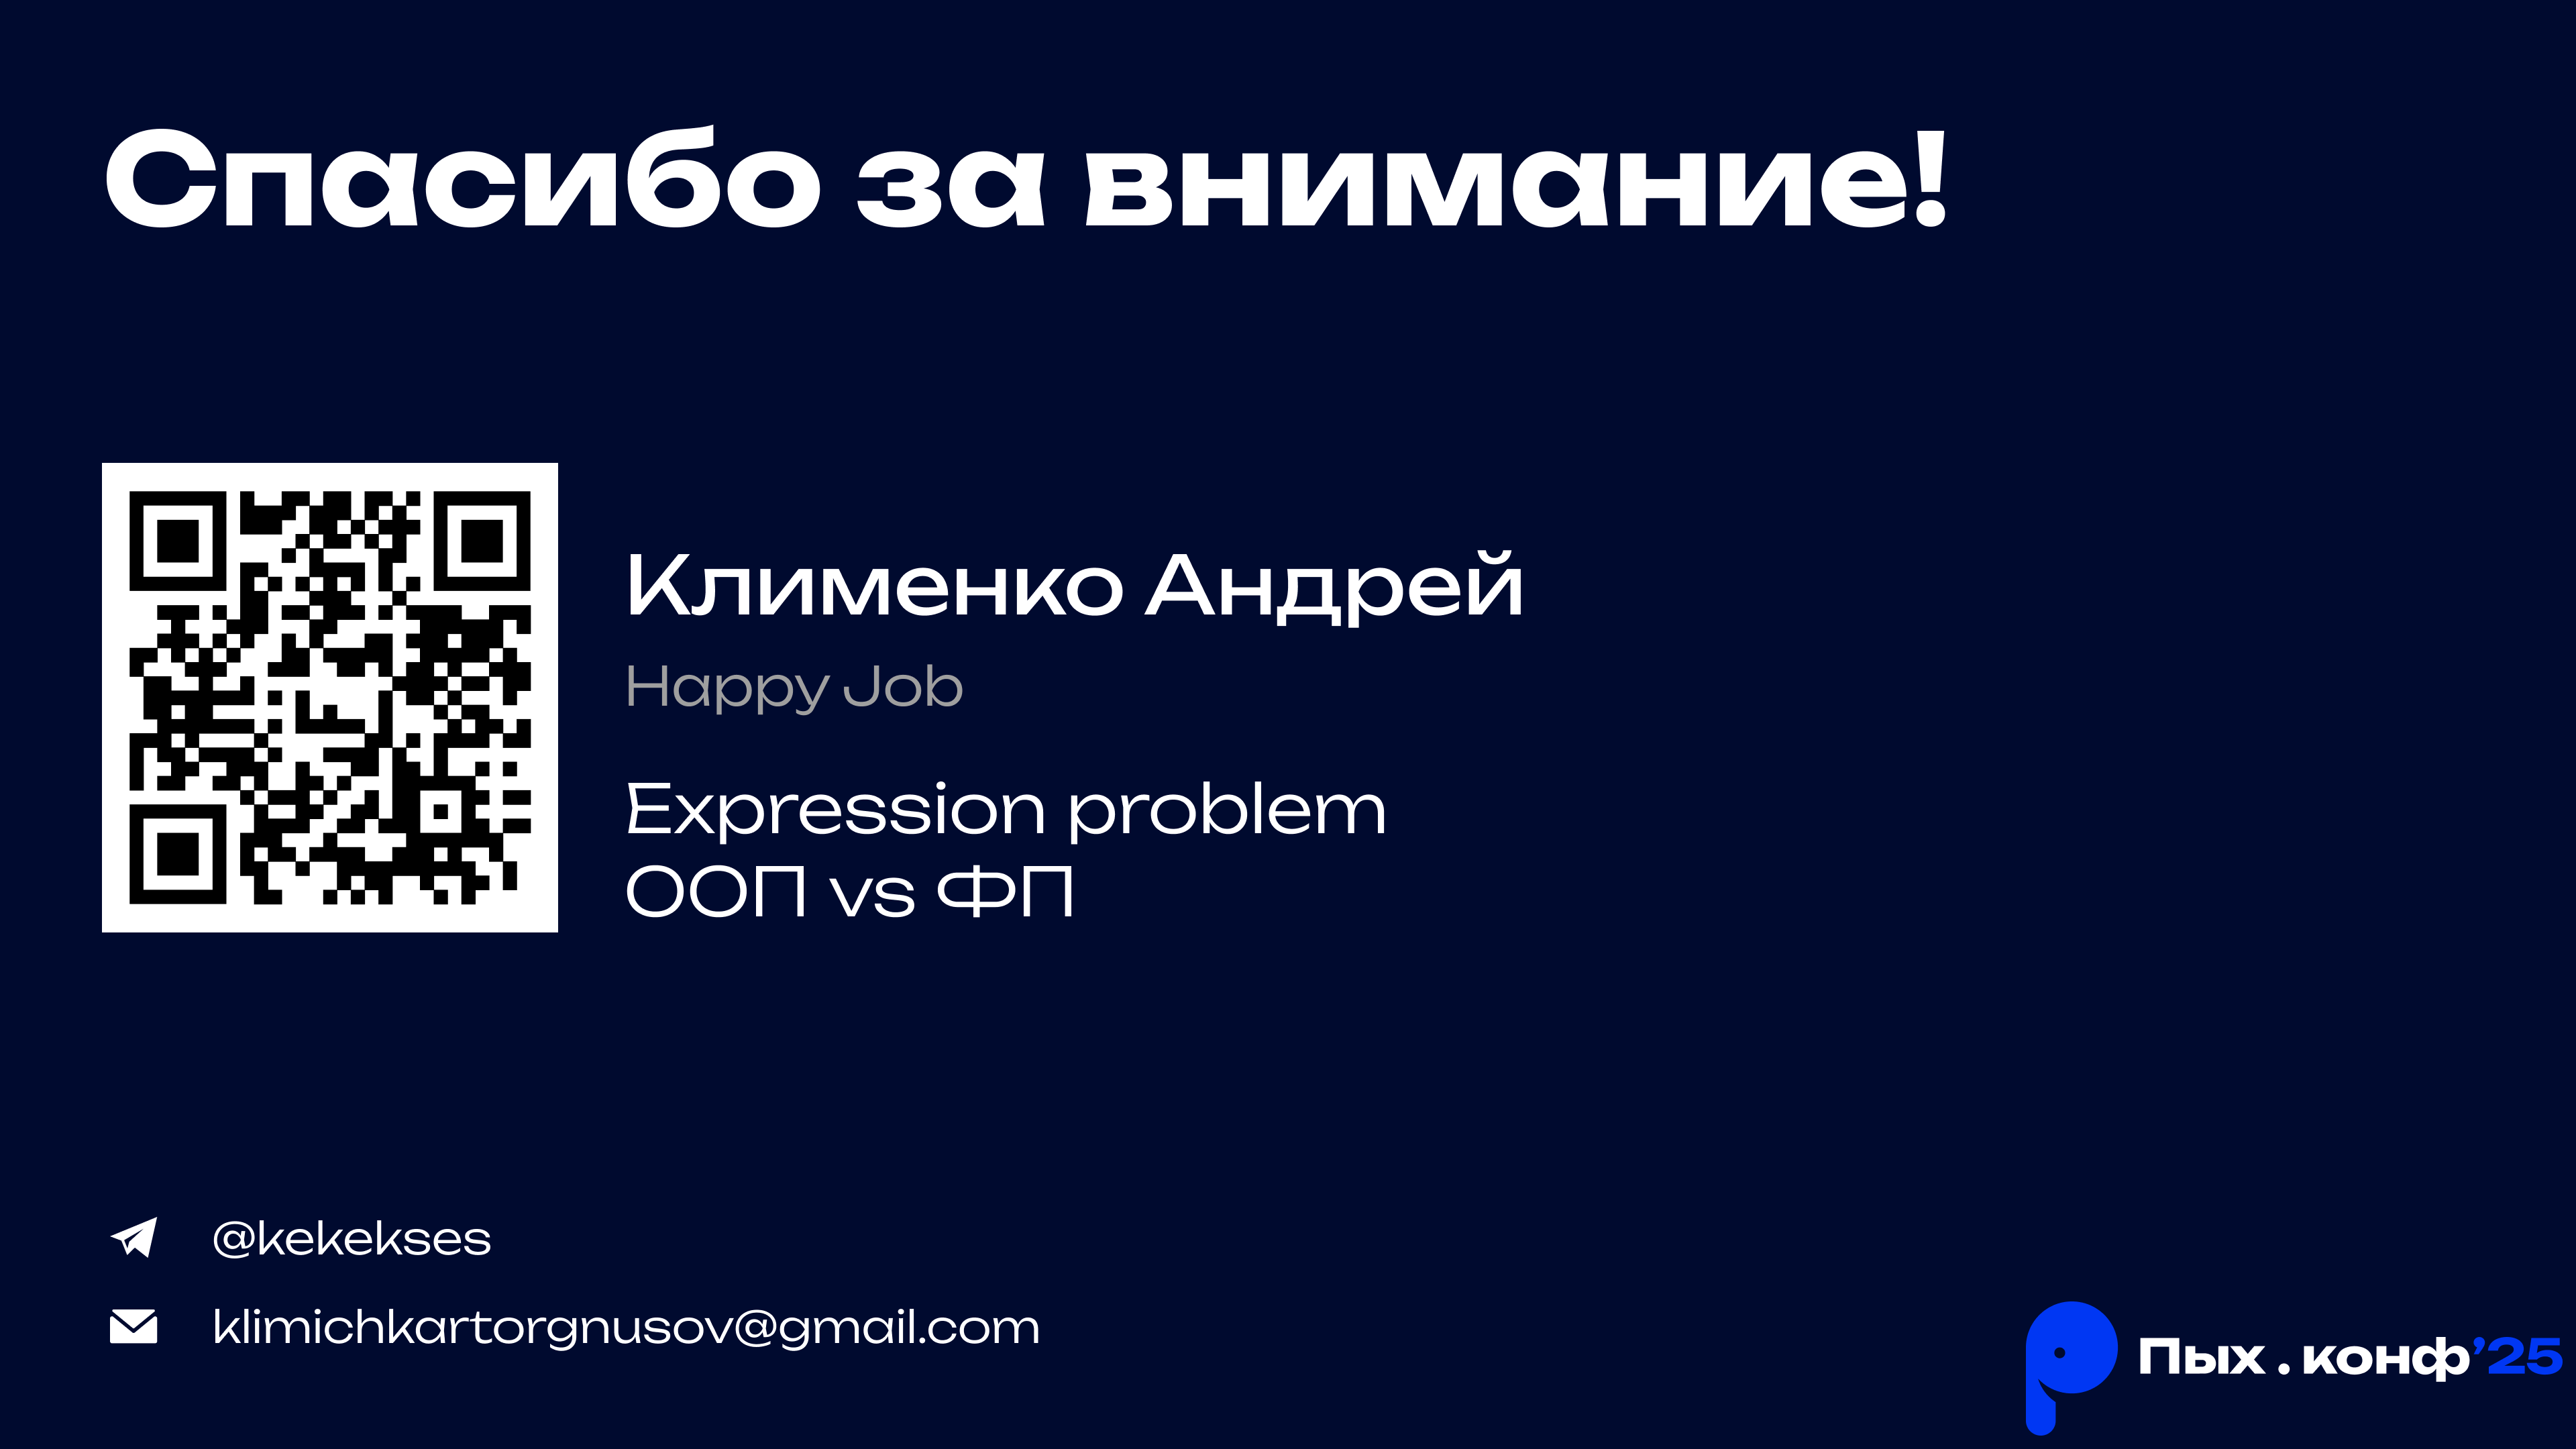 Спасибо за внимание!
Клименко Андрей
Happy Job
Expression problem
ООП vs ФП
@kekekses
klimichkartorgnusov@gmail.com
Пых . конф’25